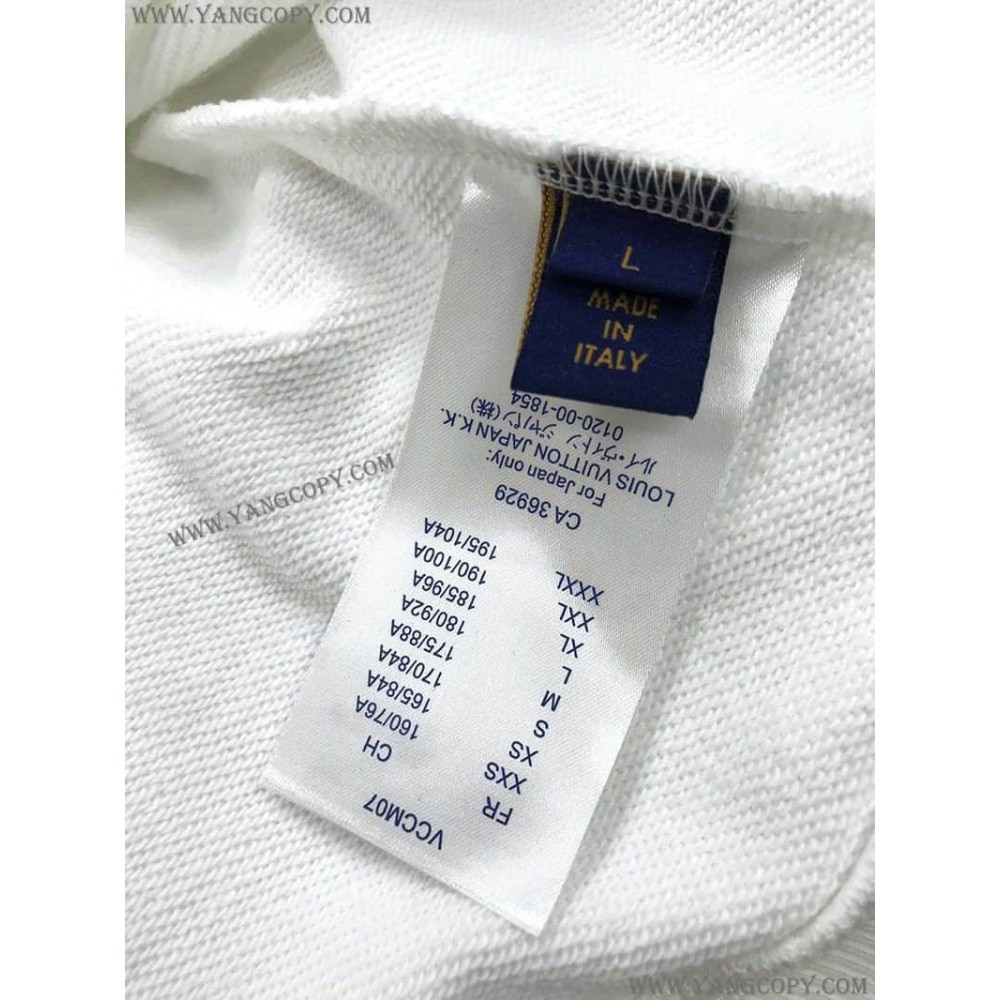 WWW.YANGCOPY.COM
L
MADE
IN
ITALY
VCCM07
FR CH
XXS 160/76A
XS 165/84A
S 170/84A
M 175/88A
L 180/92A
XL 185/96A
XXL 190/100A
XXXL 195/104A
CA 36929
For Japan only:
LOUIS VUITTON JAPAN K.K.
ルイ・ヴィトン ジャパン(株)
0120-00-1854
WWW.YANGCOPY.COM
WWW.YANGCOPY.COM